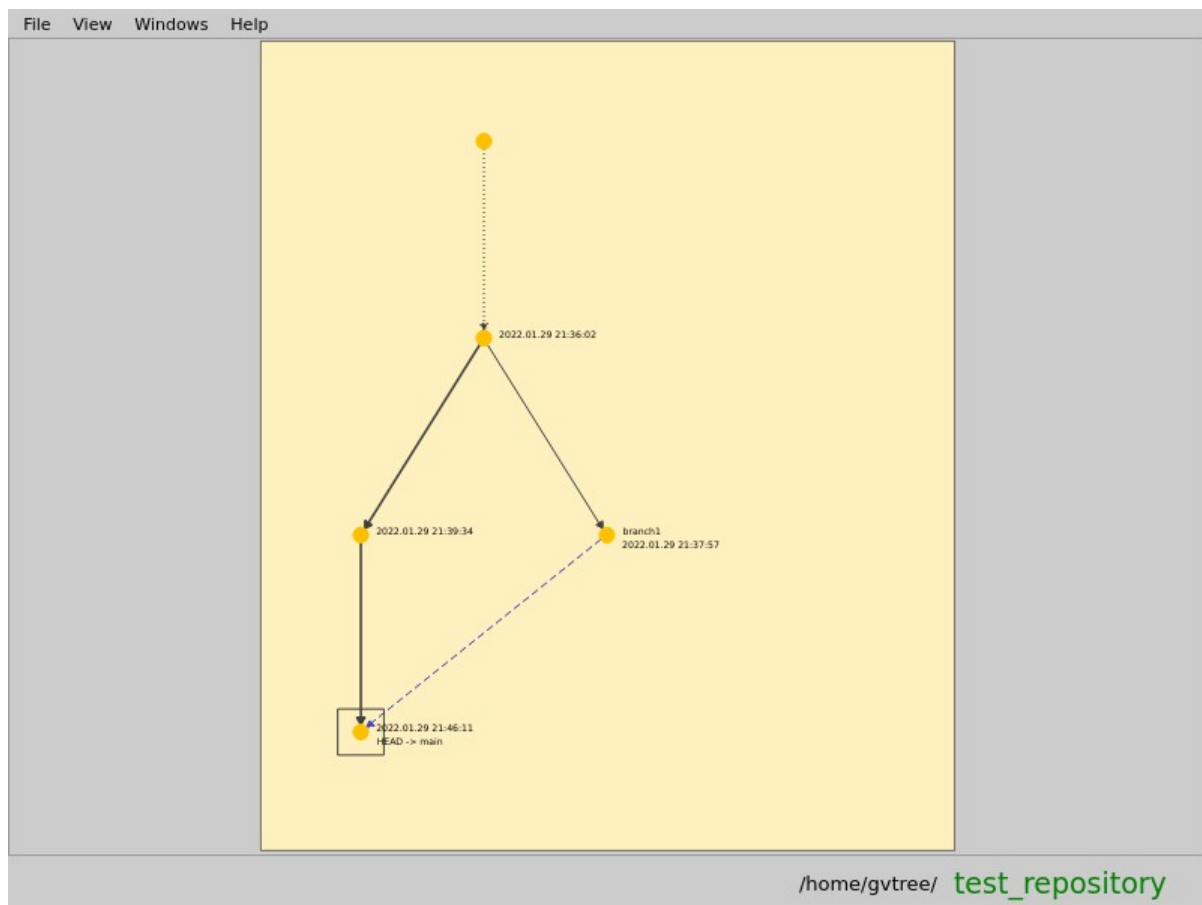 File View Windows Help
2022.01.29 21:36:02
2022.01.29 21:39:34
branch1
2022.01.29 21:37:57
2022.01.29 21:46:11
HEAD -> main
/home/gvtree/ test_repository